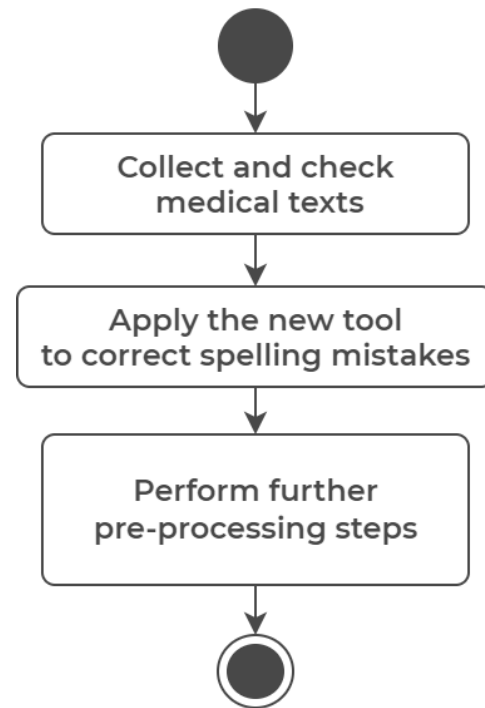 Collect and check
medical texts
Apply the new tool
to correct spelling mistakes
Perform further
pre-processing steps